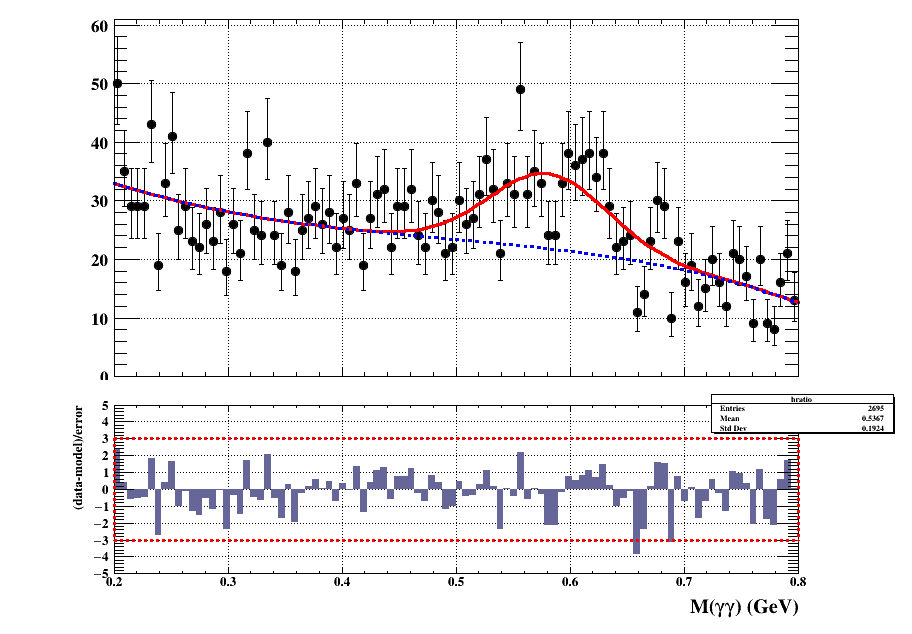 60
50
40
30
20
10
0
hratio
Entries 2695
Mean 0.5367
Std Dev 0.1924
(data-model)/error
5
4
3
2
1
0
−1
−2
−3
−4
−5
0.2 0.3 0.4 0.5 0.6 0.7 0.8
M(γγ) (GeV)